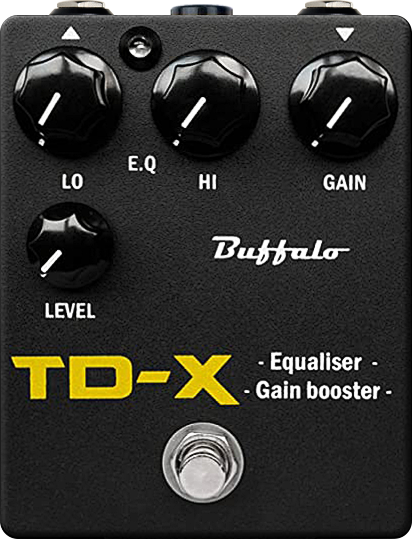 E.Q
LO
HI
GAIN
LEVEL
Buffalo
TD-X
- Equaliser -
- Gain booster -